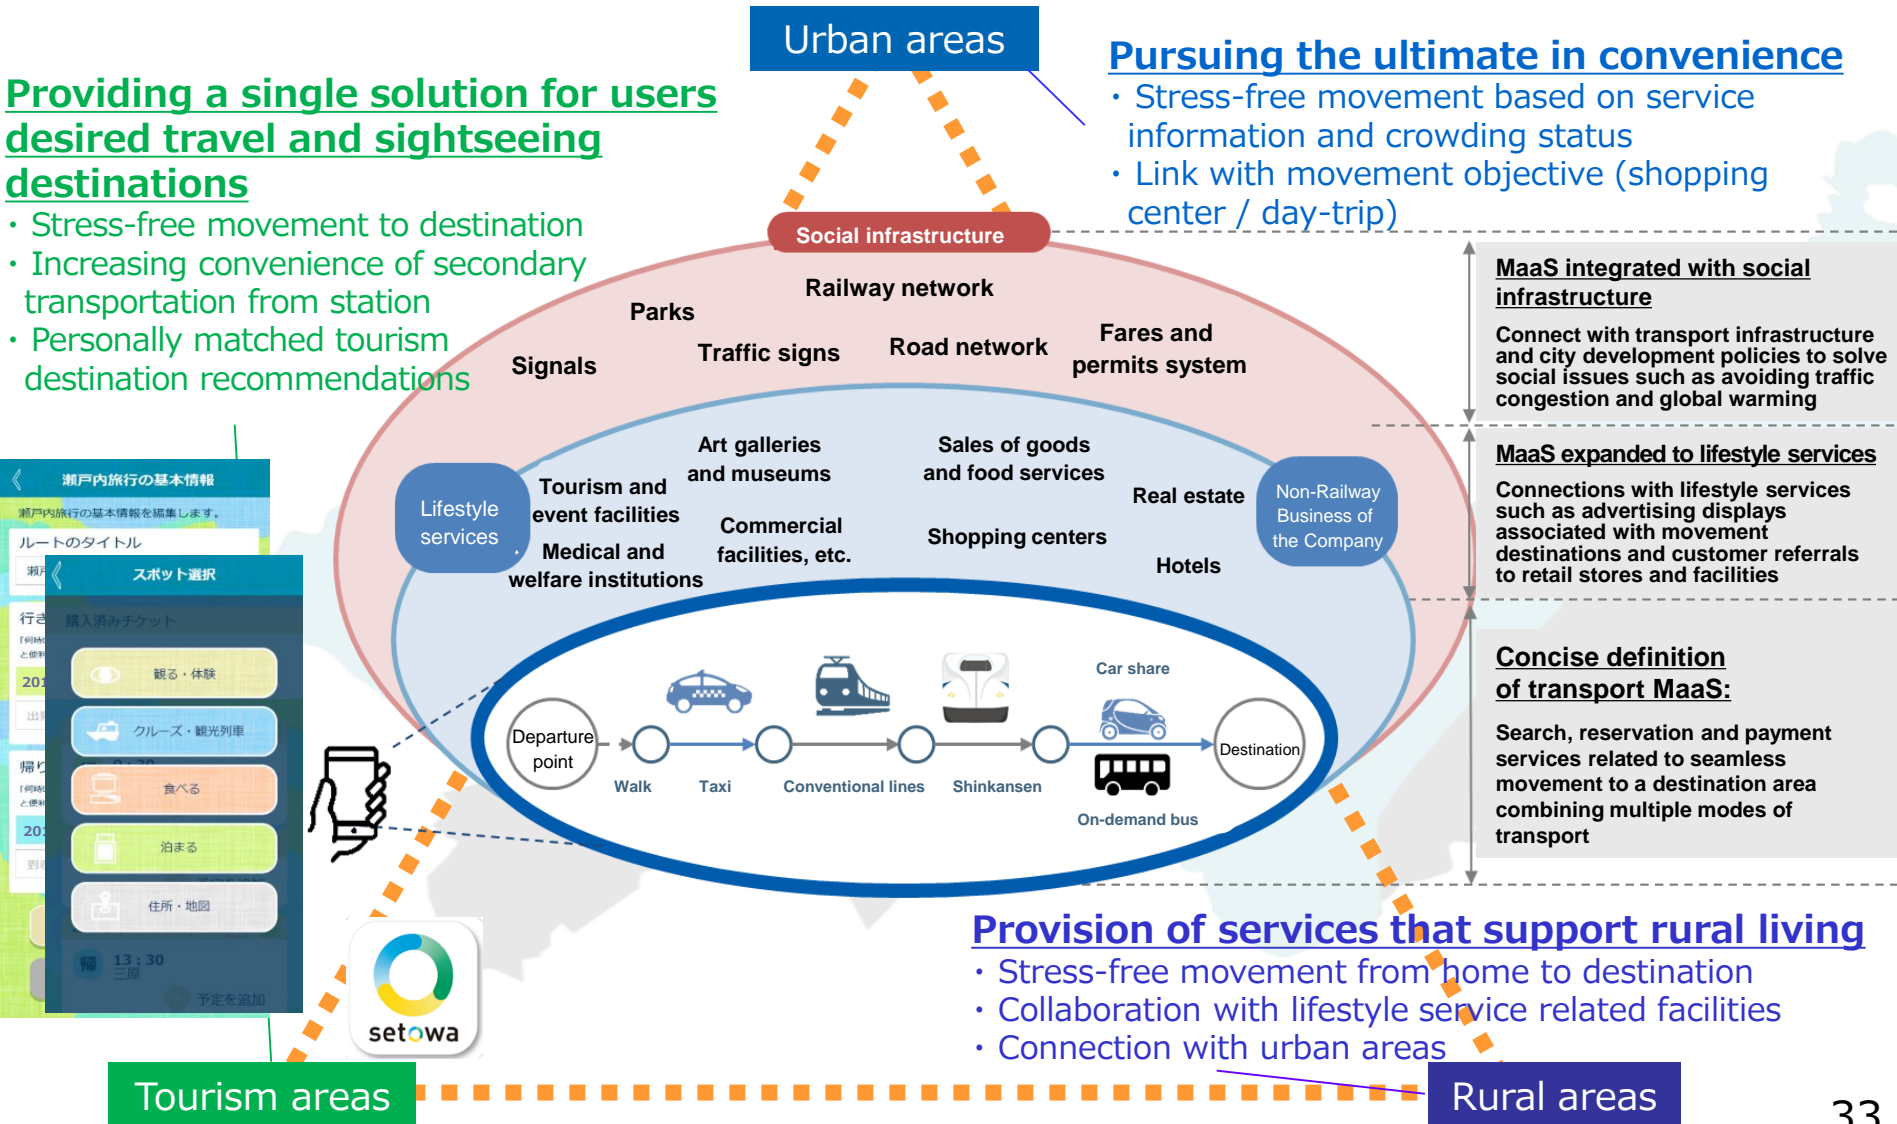 Urban areas
Pursuing the ultimate in convenience
・Stress-free movement based on service
information and crowding status
・Link with movement objective (shopping
center / day-trip)
Providing a single solution for users
desired travel and sightseeing
destinations
・Stress-free movement to destination
・Increasing convenience of secondary
transportation from station
・Personally matched tourism
destination recommendations
Social infrastructure
Railway network
Parks
Signals
Traffic signs
Road network
Fares and
permits system
MaaS integrated with social
infrastructure
Connect with transport infrastructure
and city development policies to solve
social issues such as avoiding traffic
congestion and global warming
Lifestyle
services
Tourism and
event facilities
Medical and
welfare institutions
Art galleries
and museums
Commercial
facilities, etc.
Sales of goods
and food services
Shopping centers
Real estate
Hotels
Non-Railway
Business of
the Company
MaaS expanded to lifestyle services
Connections with lifestyle services
such as advertising displays
associated with movement
destinations and customer referrals
to retail stores and facilities
Departure
point
Walk
Taxi
Conventional lines
Shinkansen
Car share
On-demand bus
Destination
Concise definition
of transport MaaS:
Search, reservation and payment
services related to seamless
movement to a destination area
combining multiple modes of
transport
瀬戸内旅行の基本情報
瀬戸内旅行の基本情報を編集します。
ルートのタイトル
スポット選択
購入済みチケット
観る・体験
クルーズ・観光列車
食べる
泊まる
住所・地図
帰
13:30
三原
予定を追加
setowa
Provision of services that support rural living
・Stress-free movement from home to destination
・Collaboration with lifestyle service related facilities
・Connection with urban areas
Tourism areas
Rural areas
33